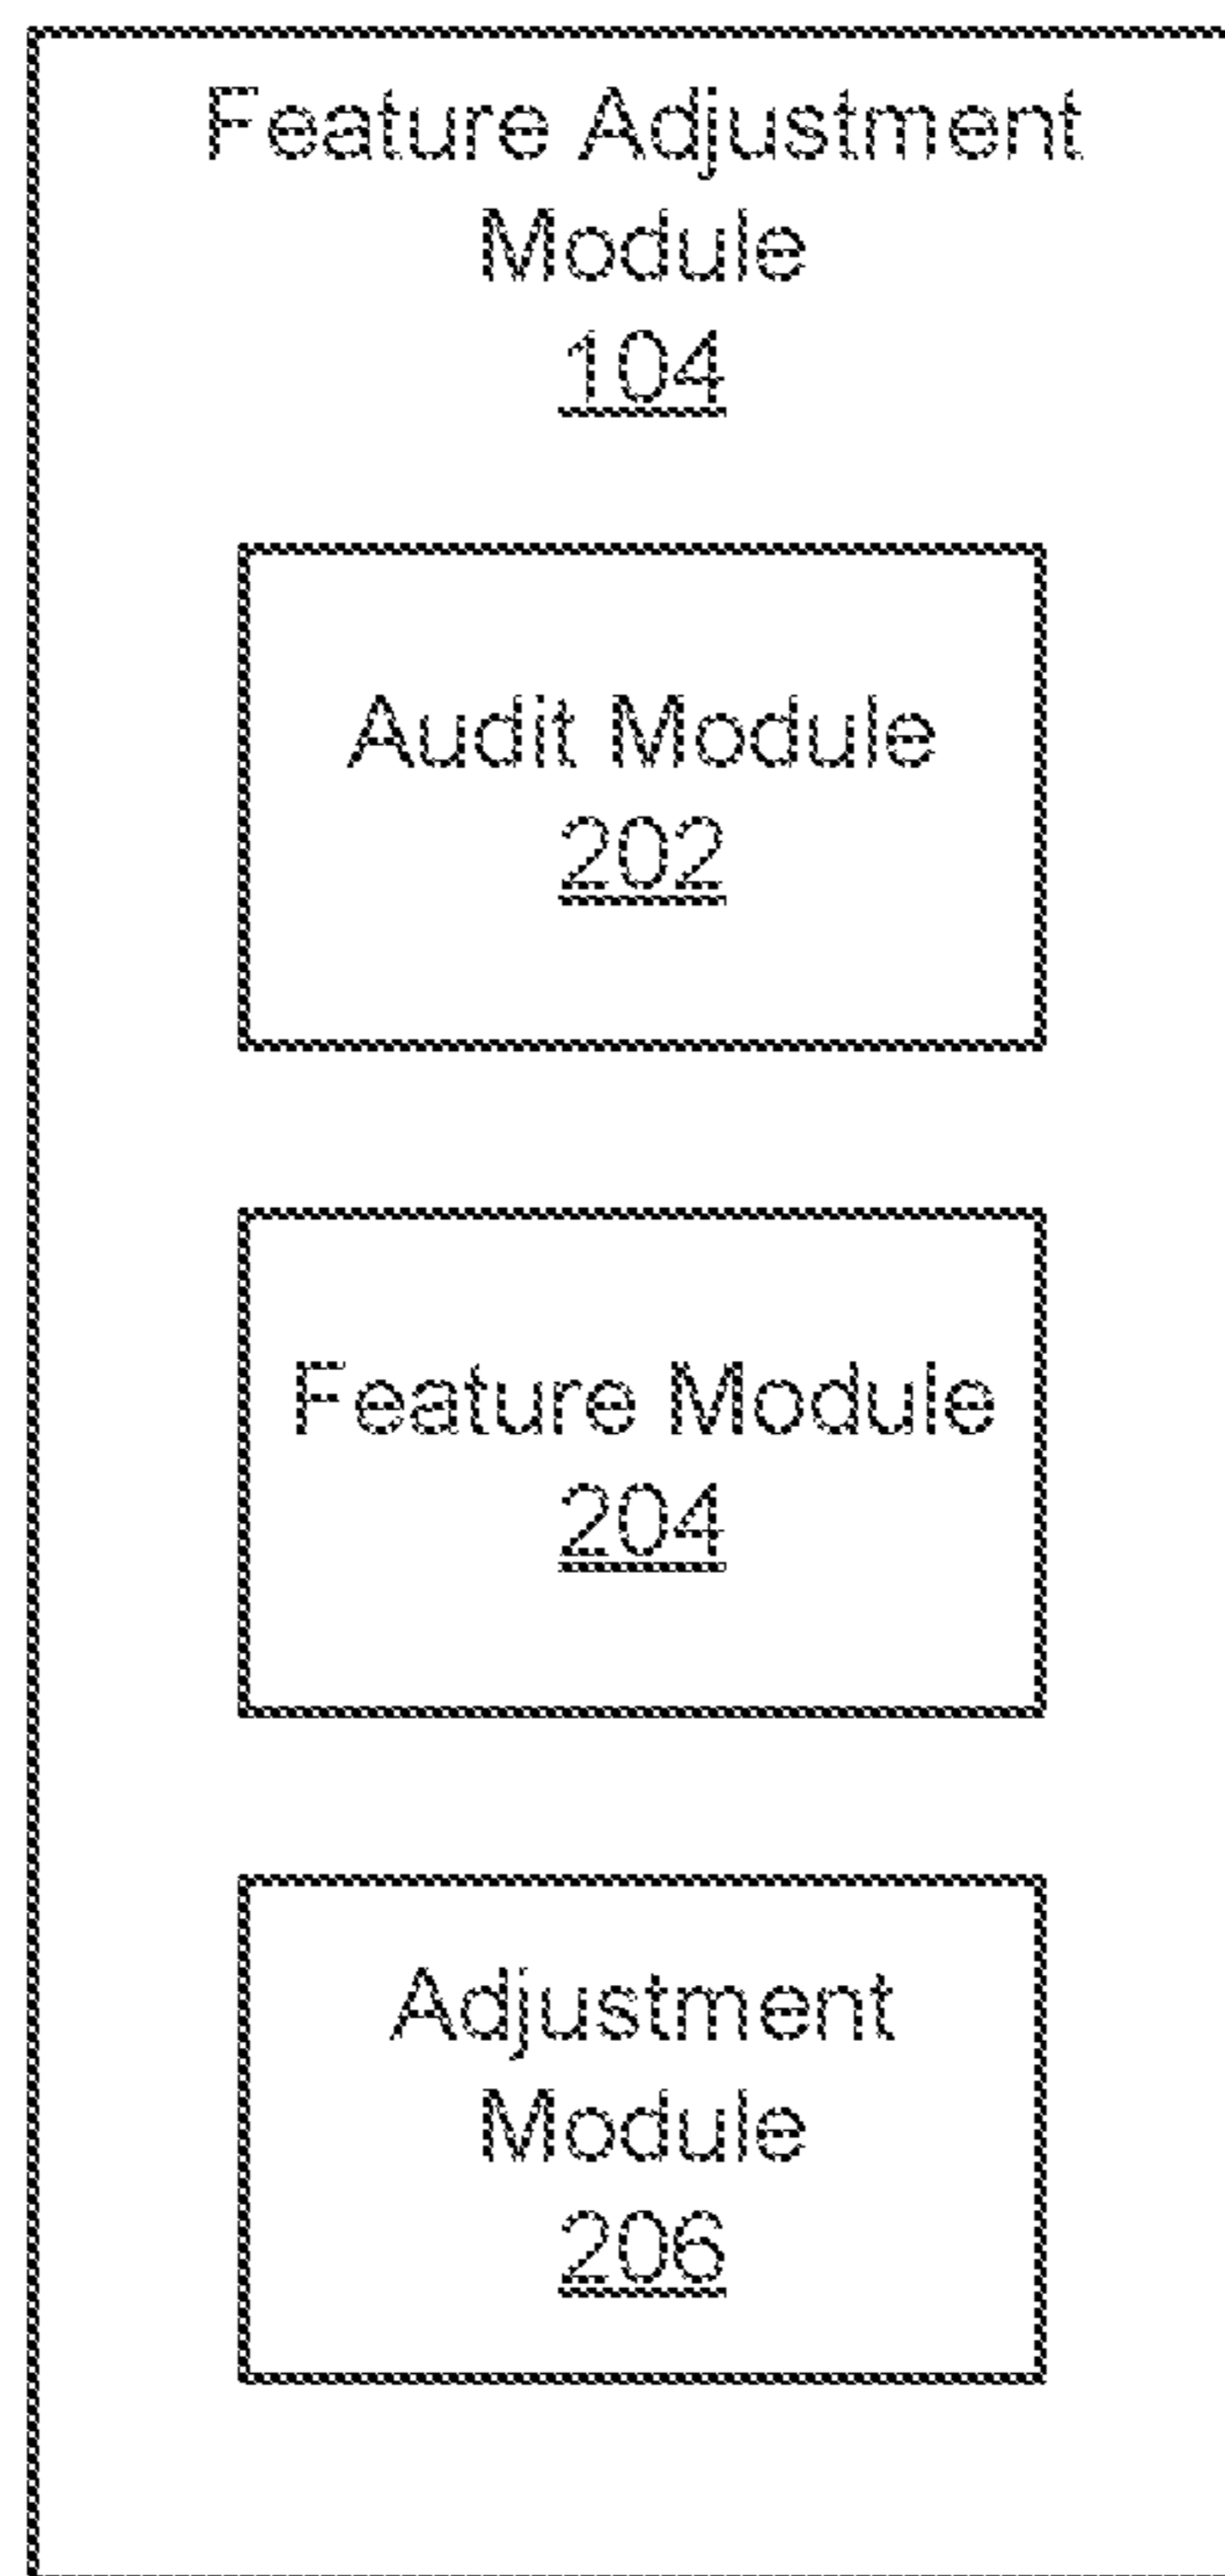 Feature Adjustment
Module
104
Audit Module
202
Feature Module
204
Adjustment
Module
206